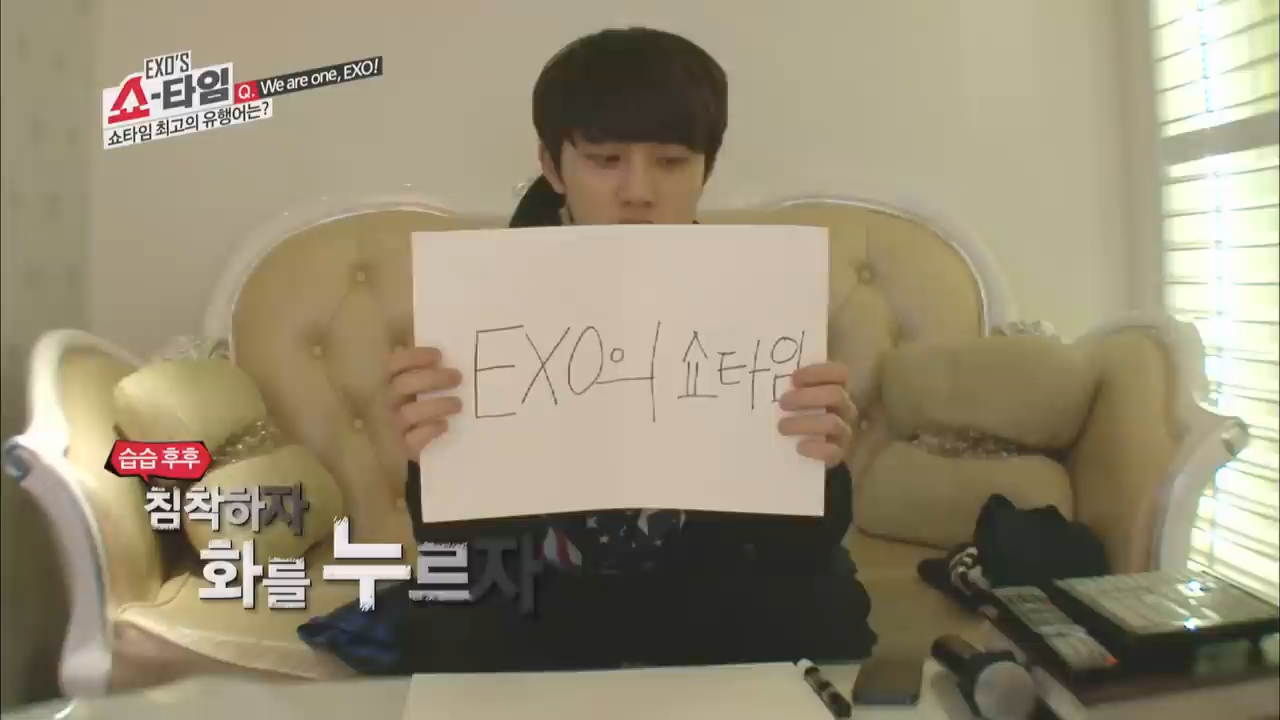 EXO'S
쇼-타임
Q. We are one, EXO!
쇼타임 최고의 유행어는?
EXO의 쇼타임
습습 후후
침착하자
화를 누르자